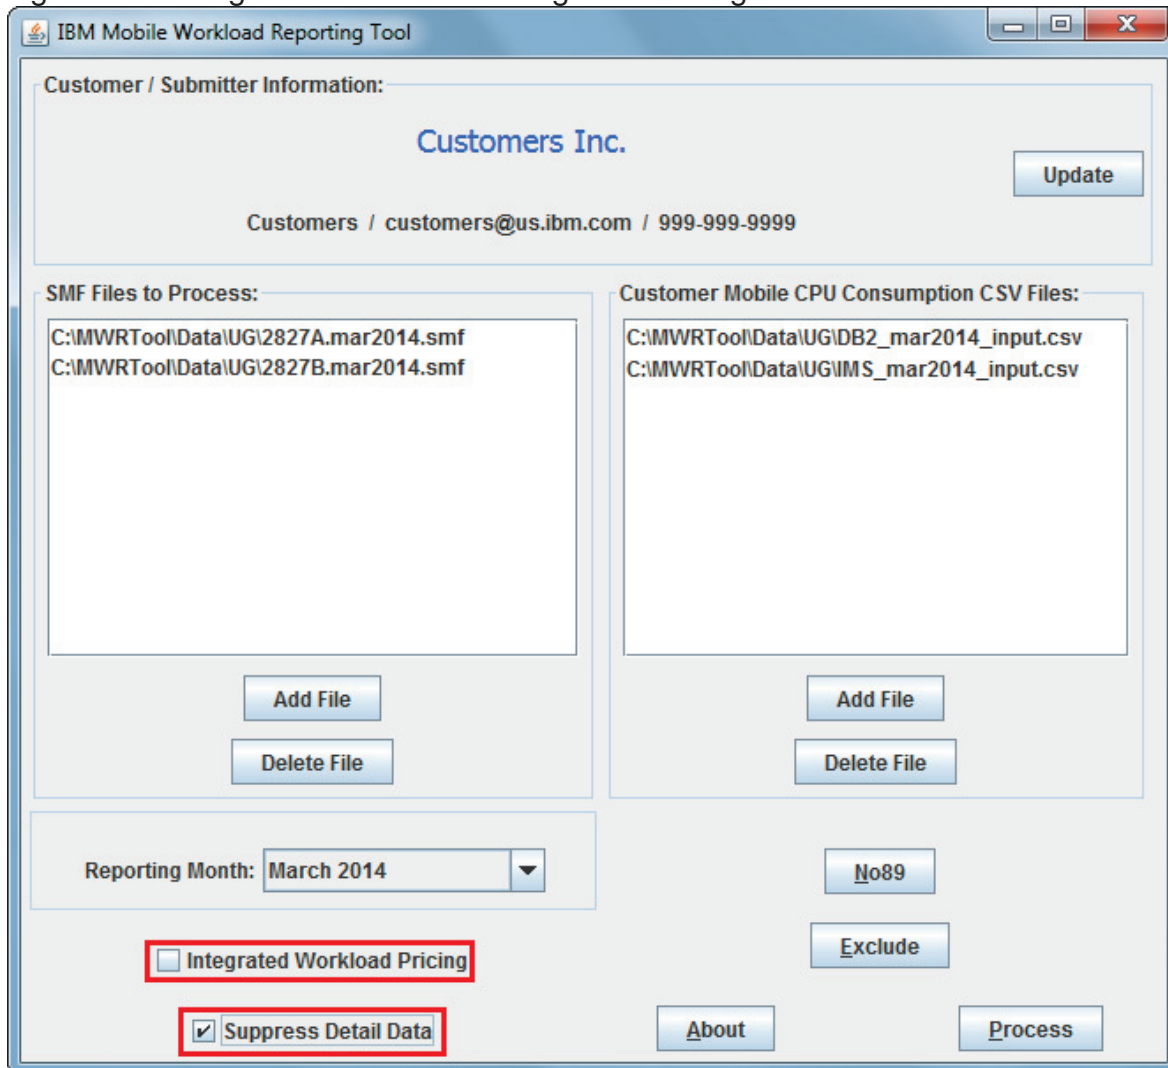 IBM Mobile Workload Reporting Tool
Customer / Submitter Information:
Customers Inc.
Update
Customers / customers@us.ibm.com / 999-999-9999
SMF Files to Process:
C:\MWRTool\Data\UG\2827A.mar2014.smf
C:\MWRTool\Data\UG\2827B.mar2014.smf
Add File
Delete File
Customer Mobile CPU Consumption CSV Files:
C:\MWRTool\Data\UG\DB2_mar2014_input.csv
C:\MWRTool\Data\UG\IMS_mar2014_input.csv
Add File
Delete File
Reporting Month: March 2014
No89
Integrated Workload Pricing
Exclude
Suppress Detail Data
About
Process